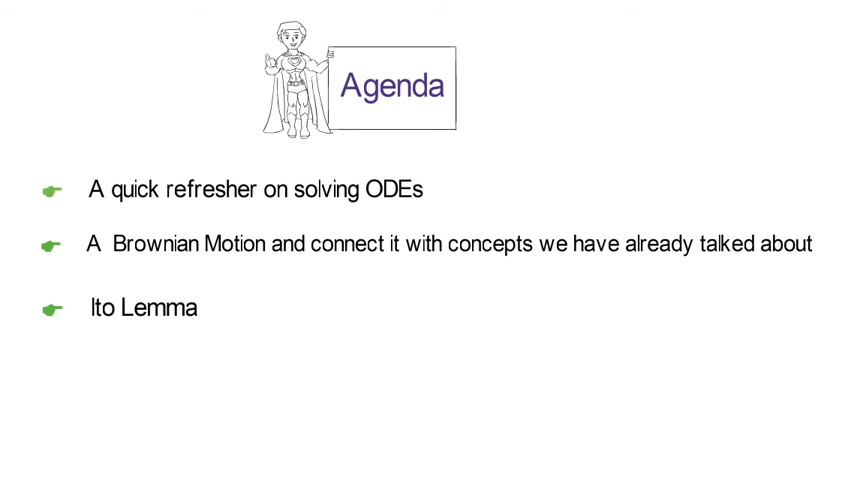 Agenda
A quick refresher on solving ODEs
A Brownian Motion and connect it with concepts we have already talked about
Ito Lemma